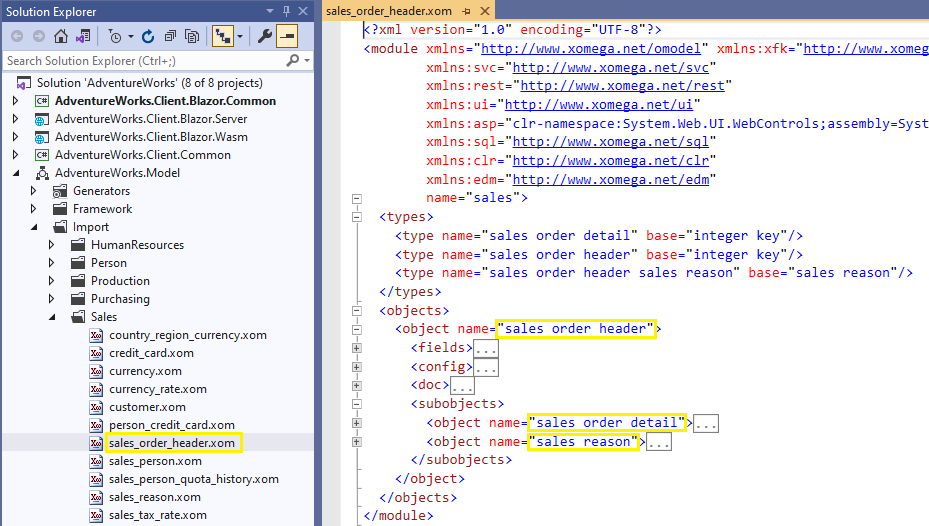 Solution Explorer
Search Solution Explorer (Ctrl+;)
Solution 'AdventureWorks' (8 of 8 projects)
C# AdventureWorks.Client.Blazor.Common
AdventureWorks.Client.Blazor.Server
AdventureWorks.Client.Blazor.Wasm
C# AdventureWorks.Client.Common
AdventureWorks.Model
Generators
Framework
Import
HumanResources
Person
Production
Purchasing
Sales
country_region_currency.xom
credit_card.xom
currency.xom
currency_rate.xom
customer.xom
person_credit_card.xom
sales_order_header.xom
sales_person.xom
sales_person_quota_history.xom
sales_reason.xom
sales_tax_rate.xom
sales_order_header.xom
<?xml version="1.0" encoding="UTF-8"?>
<module xmlns="http://www.xomega.net/omodel" xmlns:xfk="http://www.xomeg
xmlns:svc="http://www.xomega.net/svc"
xmlns:rest="http://www.xomega.net/rest"
xmlns:ui="http://www.xomega.net/ui"
xmlns:asp="clr-namespace:System.Web.UI.WebControls;assembly=Syst
xmlns:sql="http://www.xomega.net/sql"
xmlns:clr="http://www.xomega.net/clr"
xmlns:edm="http://www.xomega.net/edm"
name="sales">
<types>
<type name="sales order detail" base="integer key"/>
<type name="sales order header" base="integer key"/>
<type name="sales order header sales reason" base="sales reason"/>
</types>
<objects>
<object name="sales order header">
<fields>...
<config>...
<doc>...
<subobjects>
<object name="sales order detail">...
<object name="sales reason">...
</subobjects>
</object>
</objects>
</module>